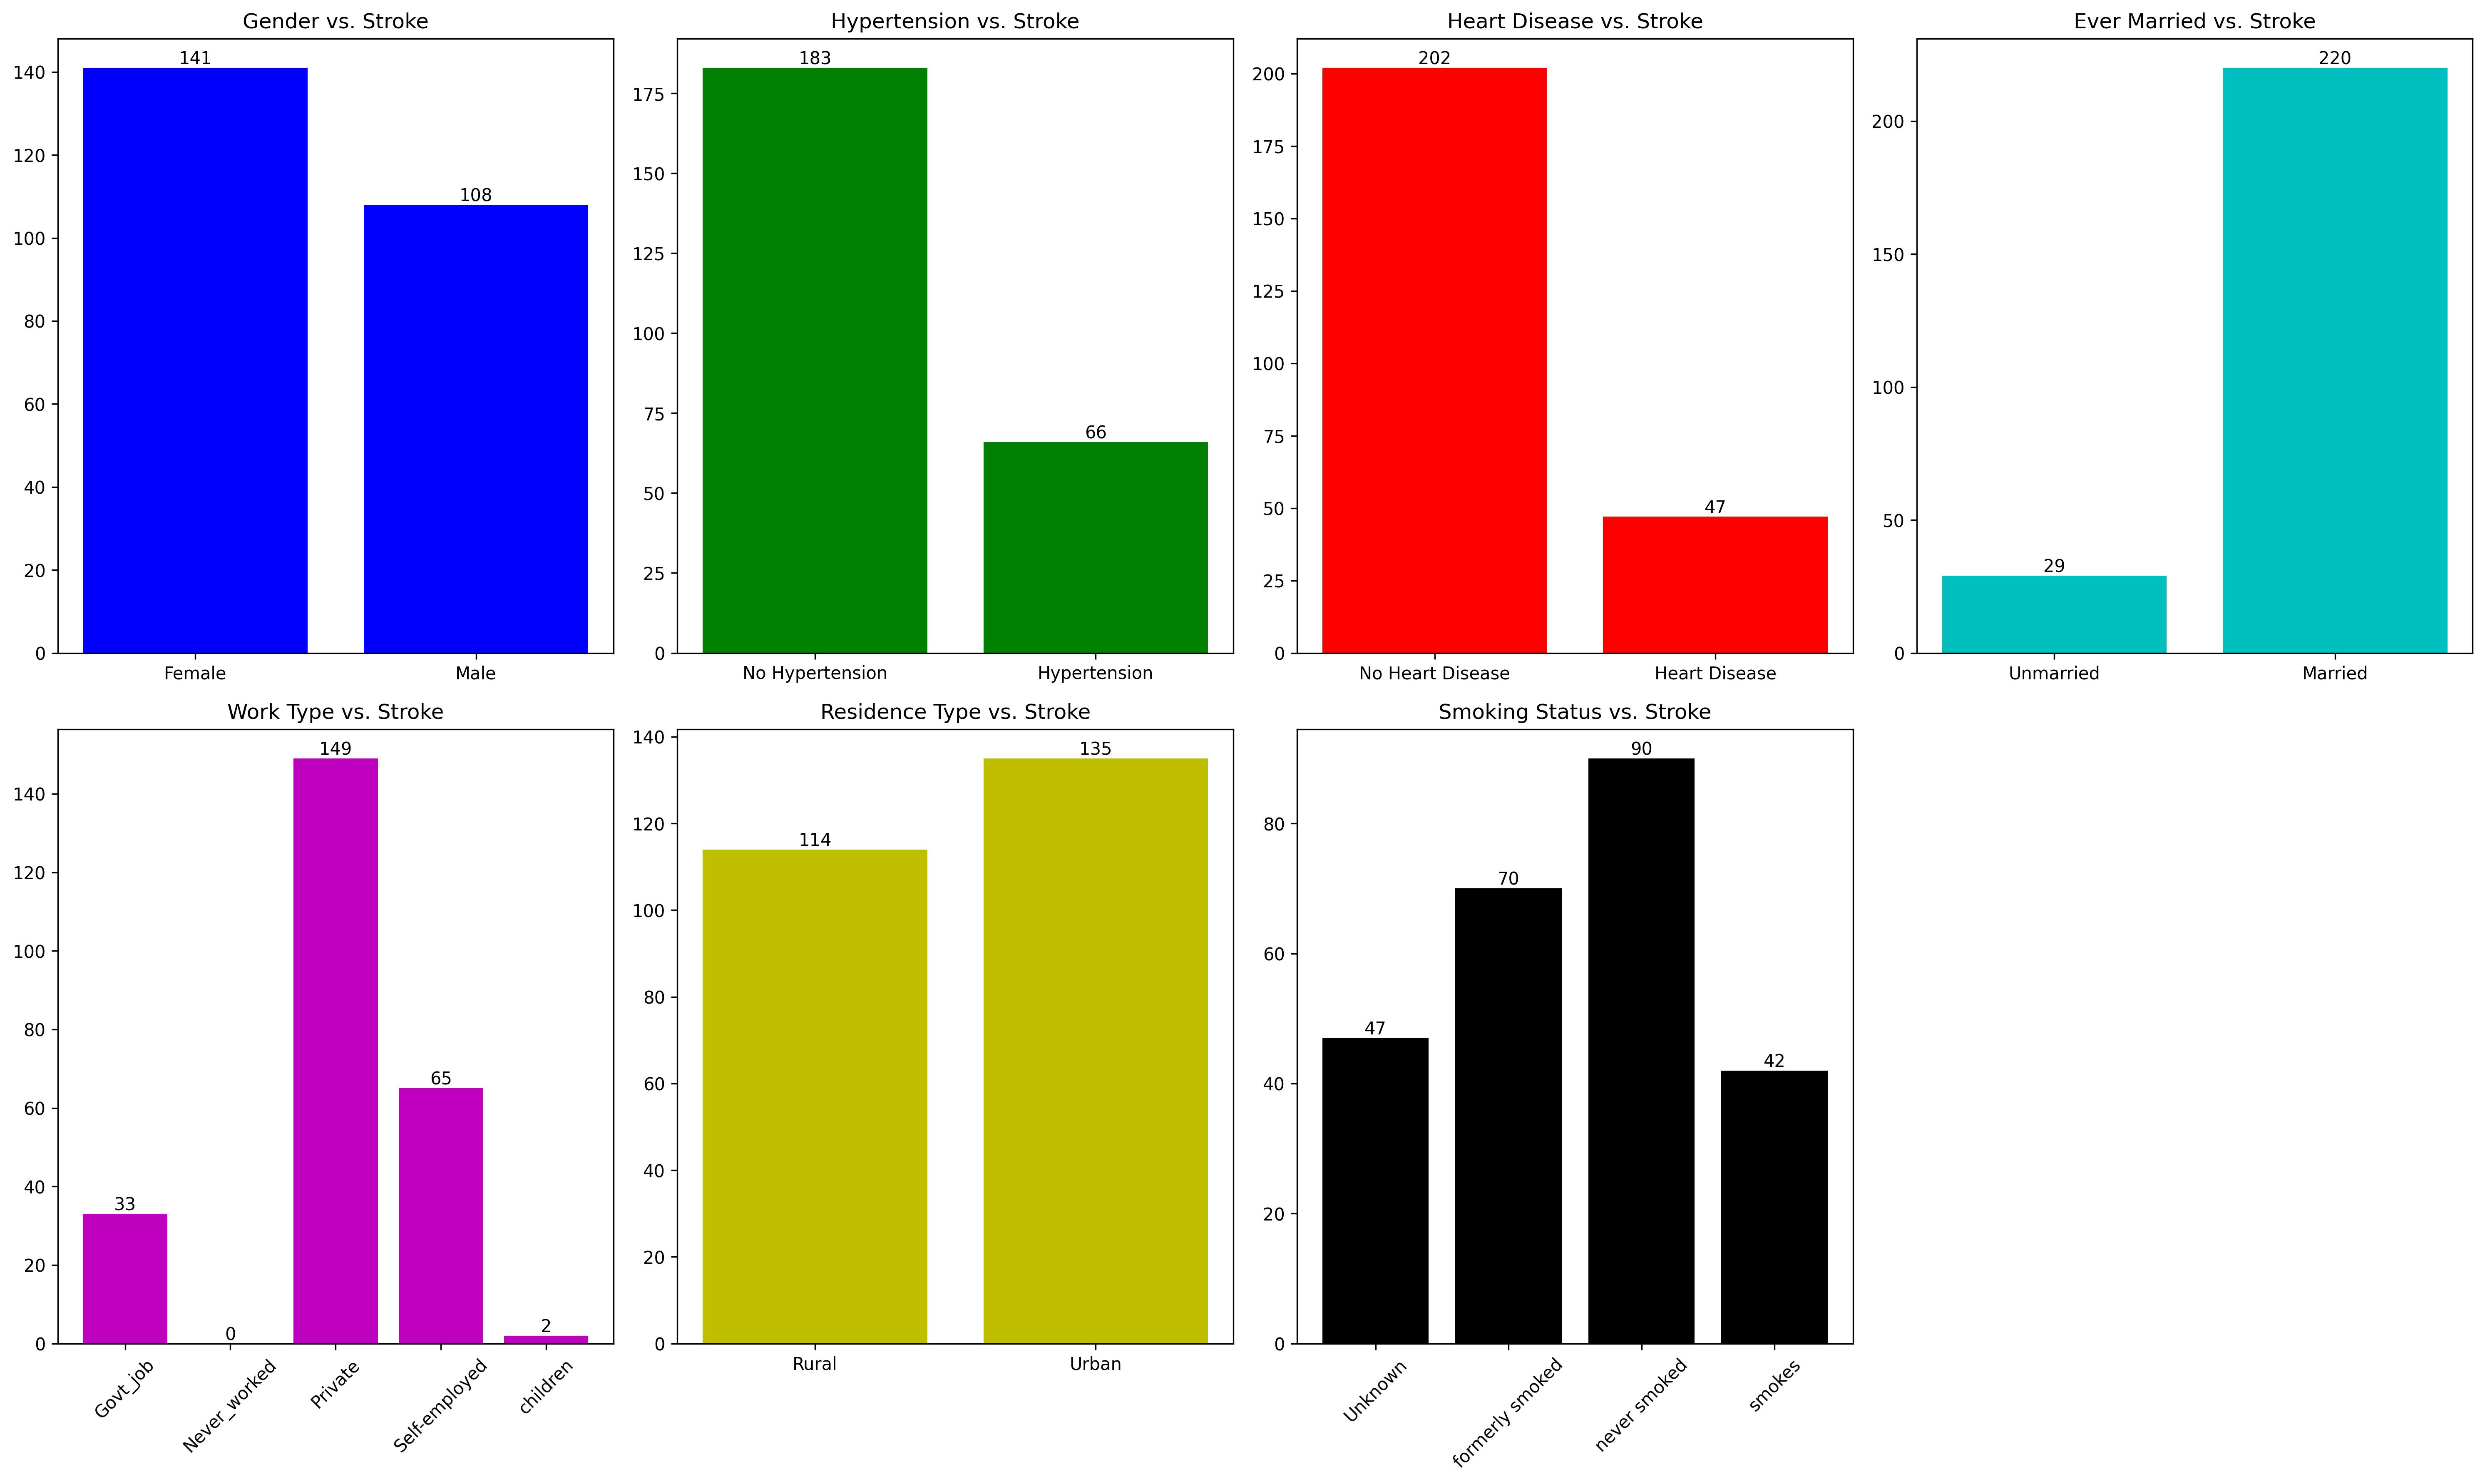 Gender vs. Stroke
140
120
100
80
60
40
20
0
141
108
Female
Male
Hypertension vs. Stroke
175
150
125
100
75
50
25
0
183
66
No Hypertension
Hypertension
Heart Disease vs. Stroke
200
175
150
125
100
75
50
25
0
202
47
No Heart Disease
Heart Disease
Ever Married vs. Stroke
200
150
100
50
0
29
220
Unmarried
Married
Work Type vs. Stroke
140
120
100
80
60
40
20
0
33
0
149
65
2
Govt_job
Never_worked
Private
Self-employed
children
Residence Type vs. Stroke
140
120
100
80
60
40
20
0
114
135
Rural
Urban
Smoking Status vs. Stroke
80
60
40
20
0
47
70
90
42
Unknown
formerly smoked
never smoked
smokes